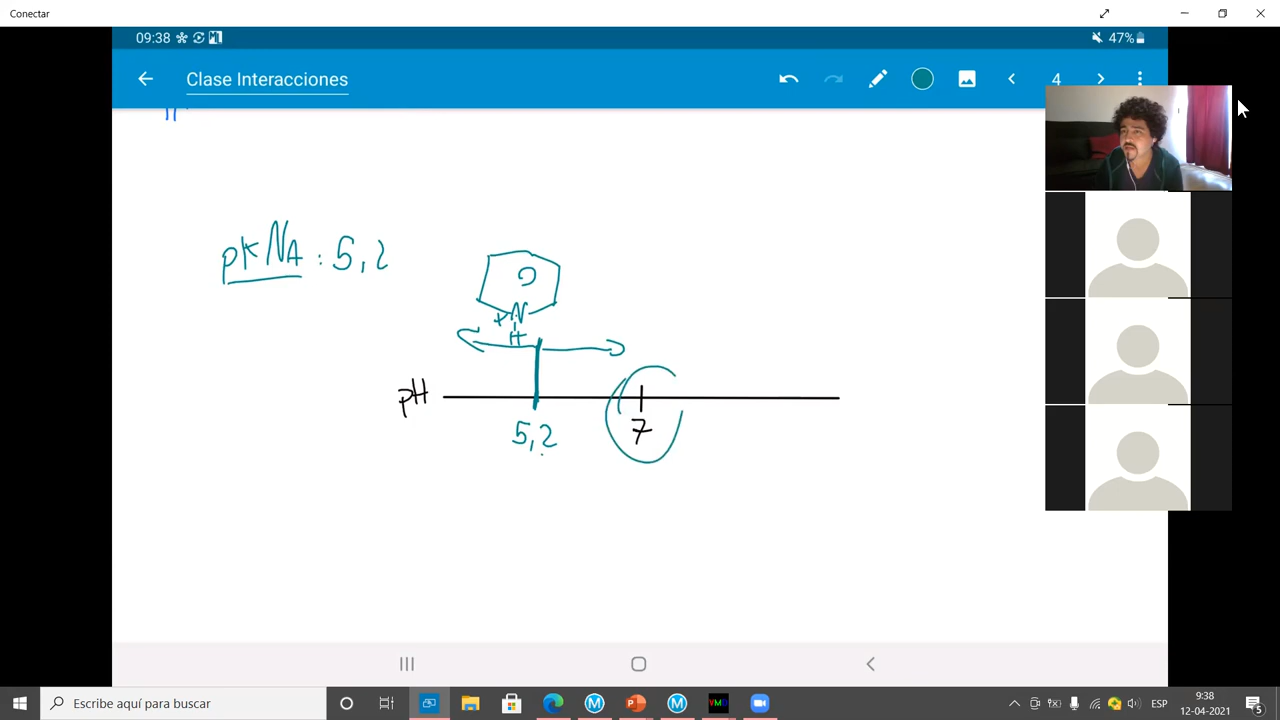 Conectar
09:38
47%
Clase Interacciones
4
pKNA : 5,2
+N
H
pH
5,2
7
Escribe aquí para buscar
ESP
9:38
12-04-2021
5